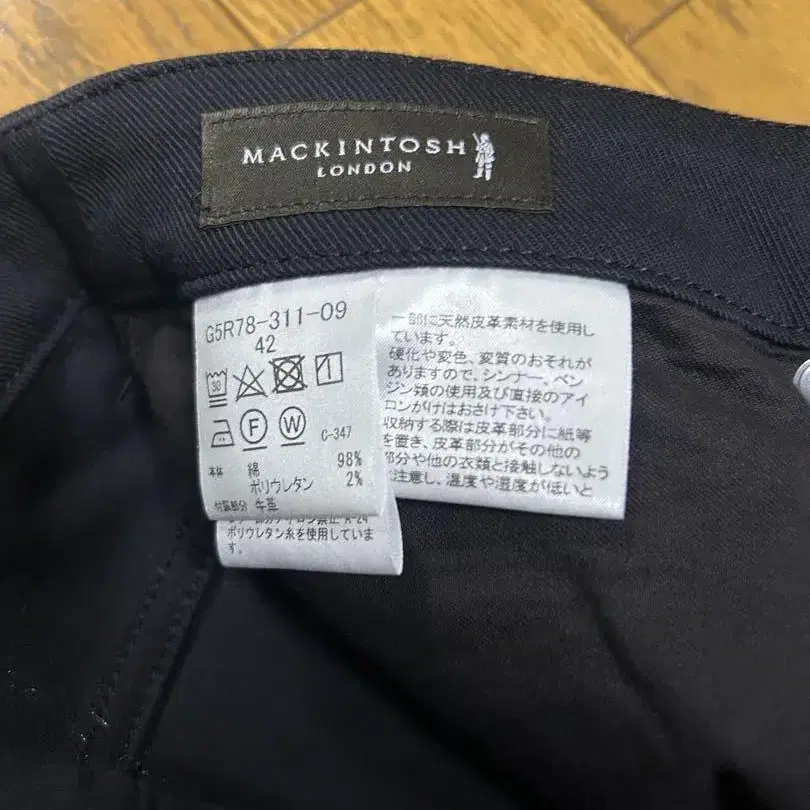 MACKINTOSH
LONDON
G5R78-311-09
42
30
F W C-347
本体 綿 98%
ポリウレタン 2%
付属部分 牛革
ポリウレタン糸を使用していま
す。
一部に天然皮革素材を使用し
ています。
硬化や変色、変質のおそれが
ありますので、シンナー、ベン
ジン類の使用及び直接のアイ
ロンがけはおさけ下さい。
収納する際は皮革部分に紙等
を置き、皮革部分がその他の
部分や他の衣類と接触しないよう
注意し、温度や湿度が低いと